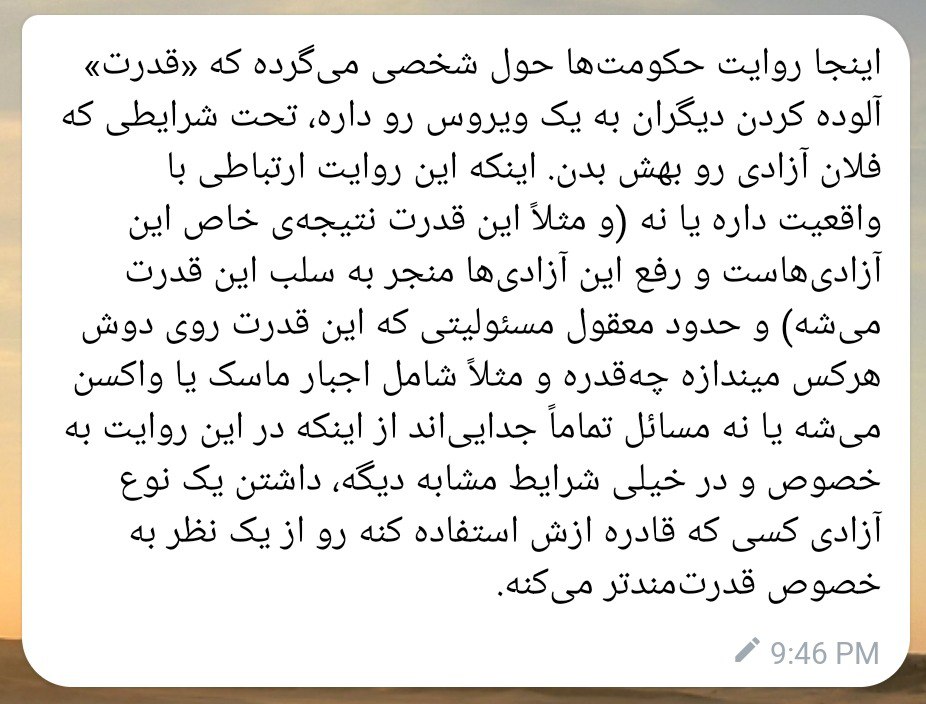 اینجا روایت حکومت‌ها حول شخصی می‌گرده که «قدرت»
آلوده کردن دیگران به یک ویروس رو داره، تحت شرایطی که
فلان آزادی رو بهش بدن. اینکه این روایت ارتباطی با
واقعیت داره یا نه (و مثلاً این قدرت نتیجه‌ی خاص این
آزادی‌هاست و رفع این آزادی‌ها منجر به سلب این قدرت
می‌شه) و حدود معقول مسئولیتی که این قدرت روی دوش
هرکس میندازه چه‌قدره و مثلاً شامل اجبار ماسک یا واکسن
می‌شه یا نه مسائل تماماً جدایی‌اند از اینکه در این روایت به
خصوص و در خیلی شرایط مشابه دیگه، داشتن یک نوع
آزادی کسی که قادره ازش استفاده کنه رو از یک نظر به
خصوص قدرت‌مندتر می‌کنه.
9:46 PM